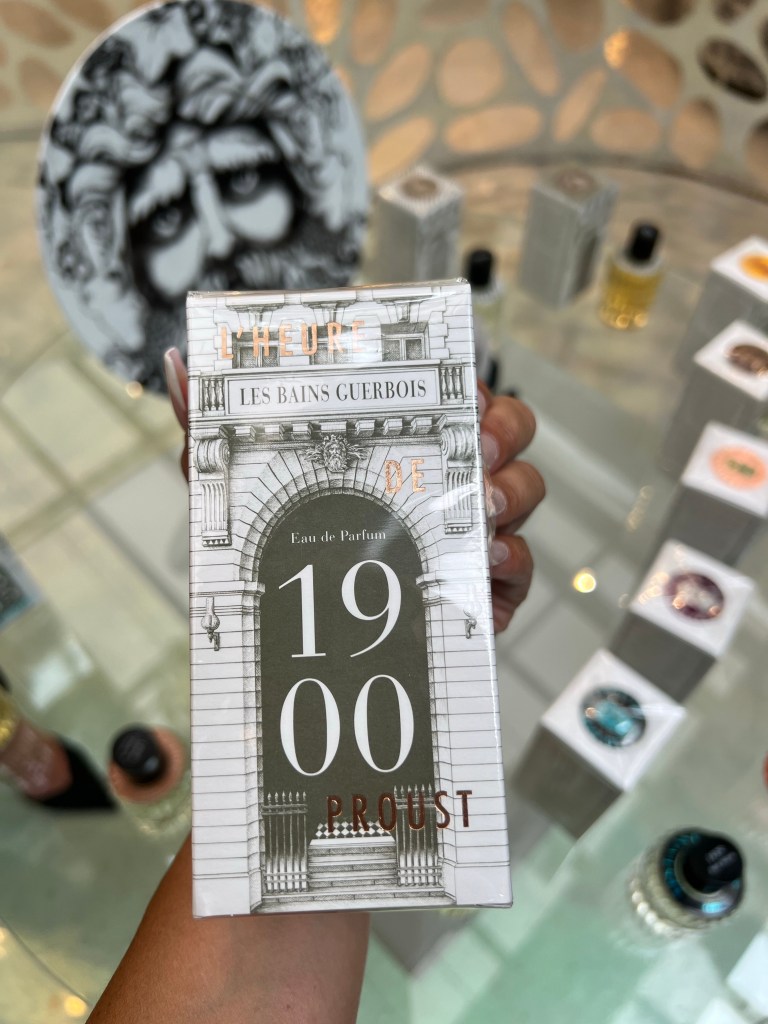 L'HEURE
LES BAINS GUERBOIS
DE
Eau de Parfum
19
00
PROUST